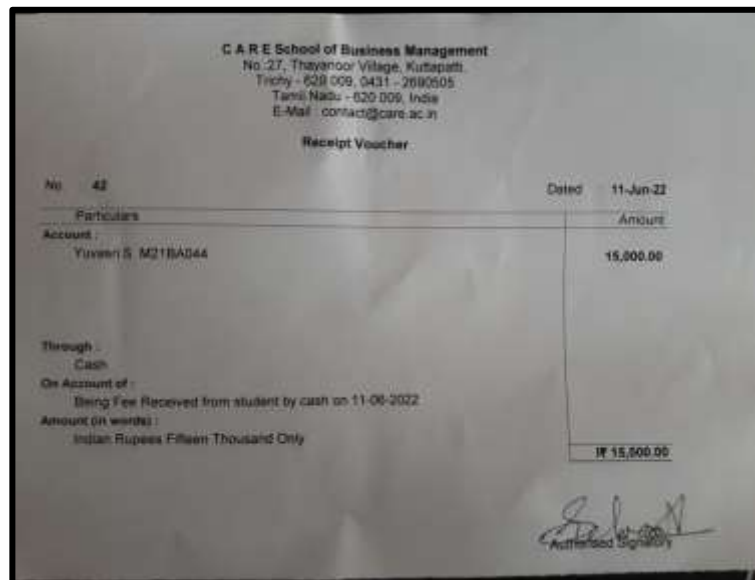 C A R E School of Business Management
No.27, Thayanoor Village, Kuttapatti,
Trichy - 620 009, 0431 - 2690505
Tamil Nadu - 620 009, India
E-Mail : contact@care.ac.in
Receipt Voucher
No. 42 Dated 11-Jun-22
Particulars Amount
Account :
S M21BA044 15,000.00
Through :
Cash
On Account of :
Being Fee Received from student by cash on 11-06-2022
Amount (in words) :
Indian Rupees Fifteen Thousand Only
₹ 15,000.00
Authorised Signatory